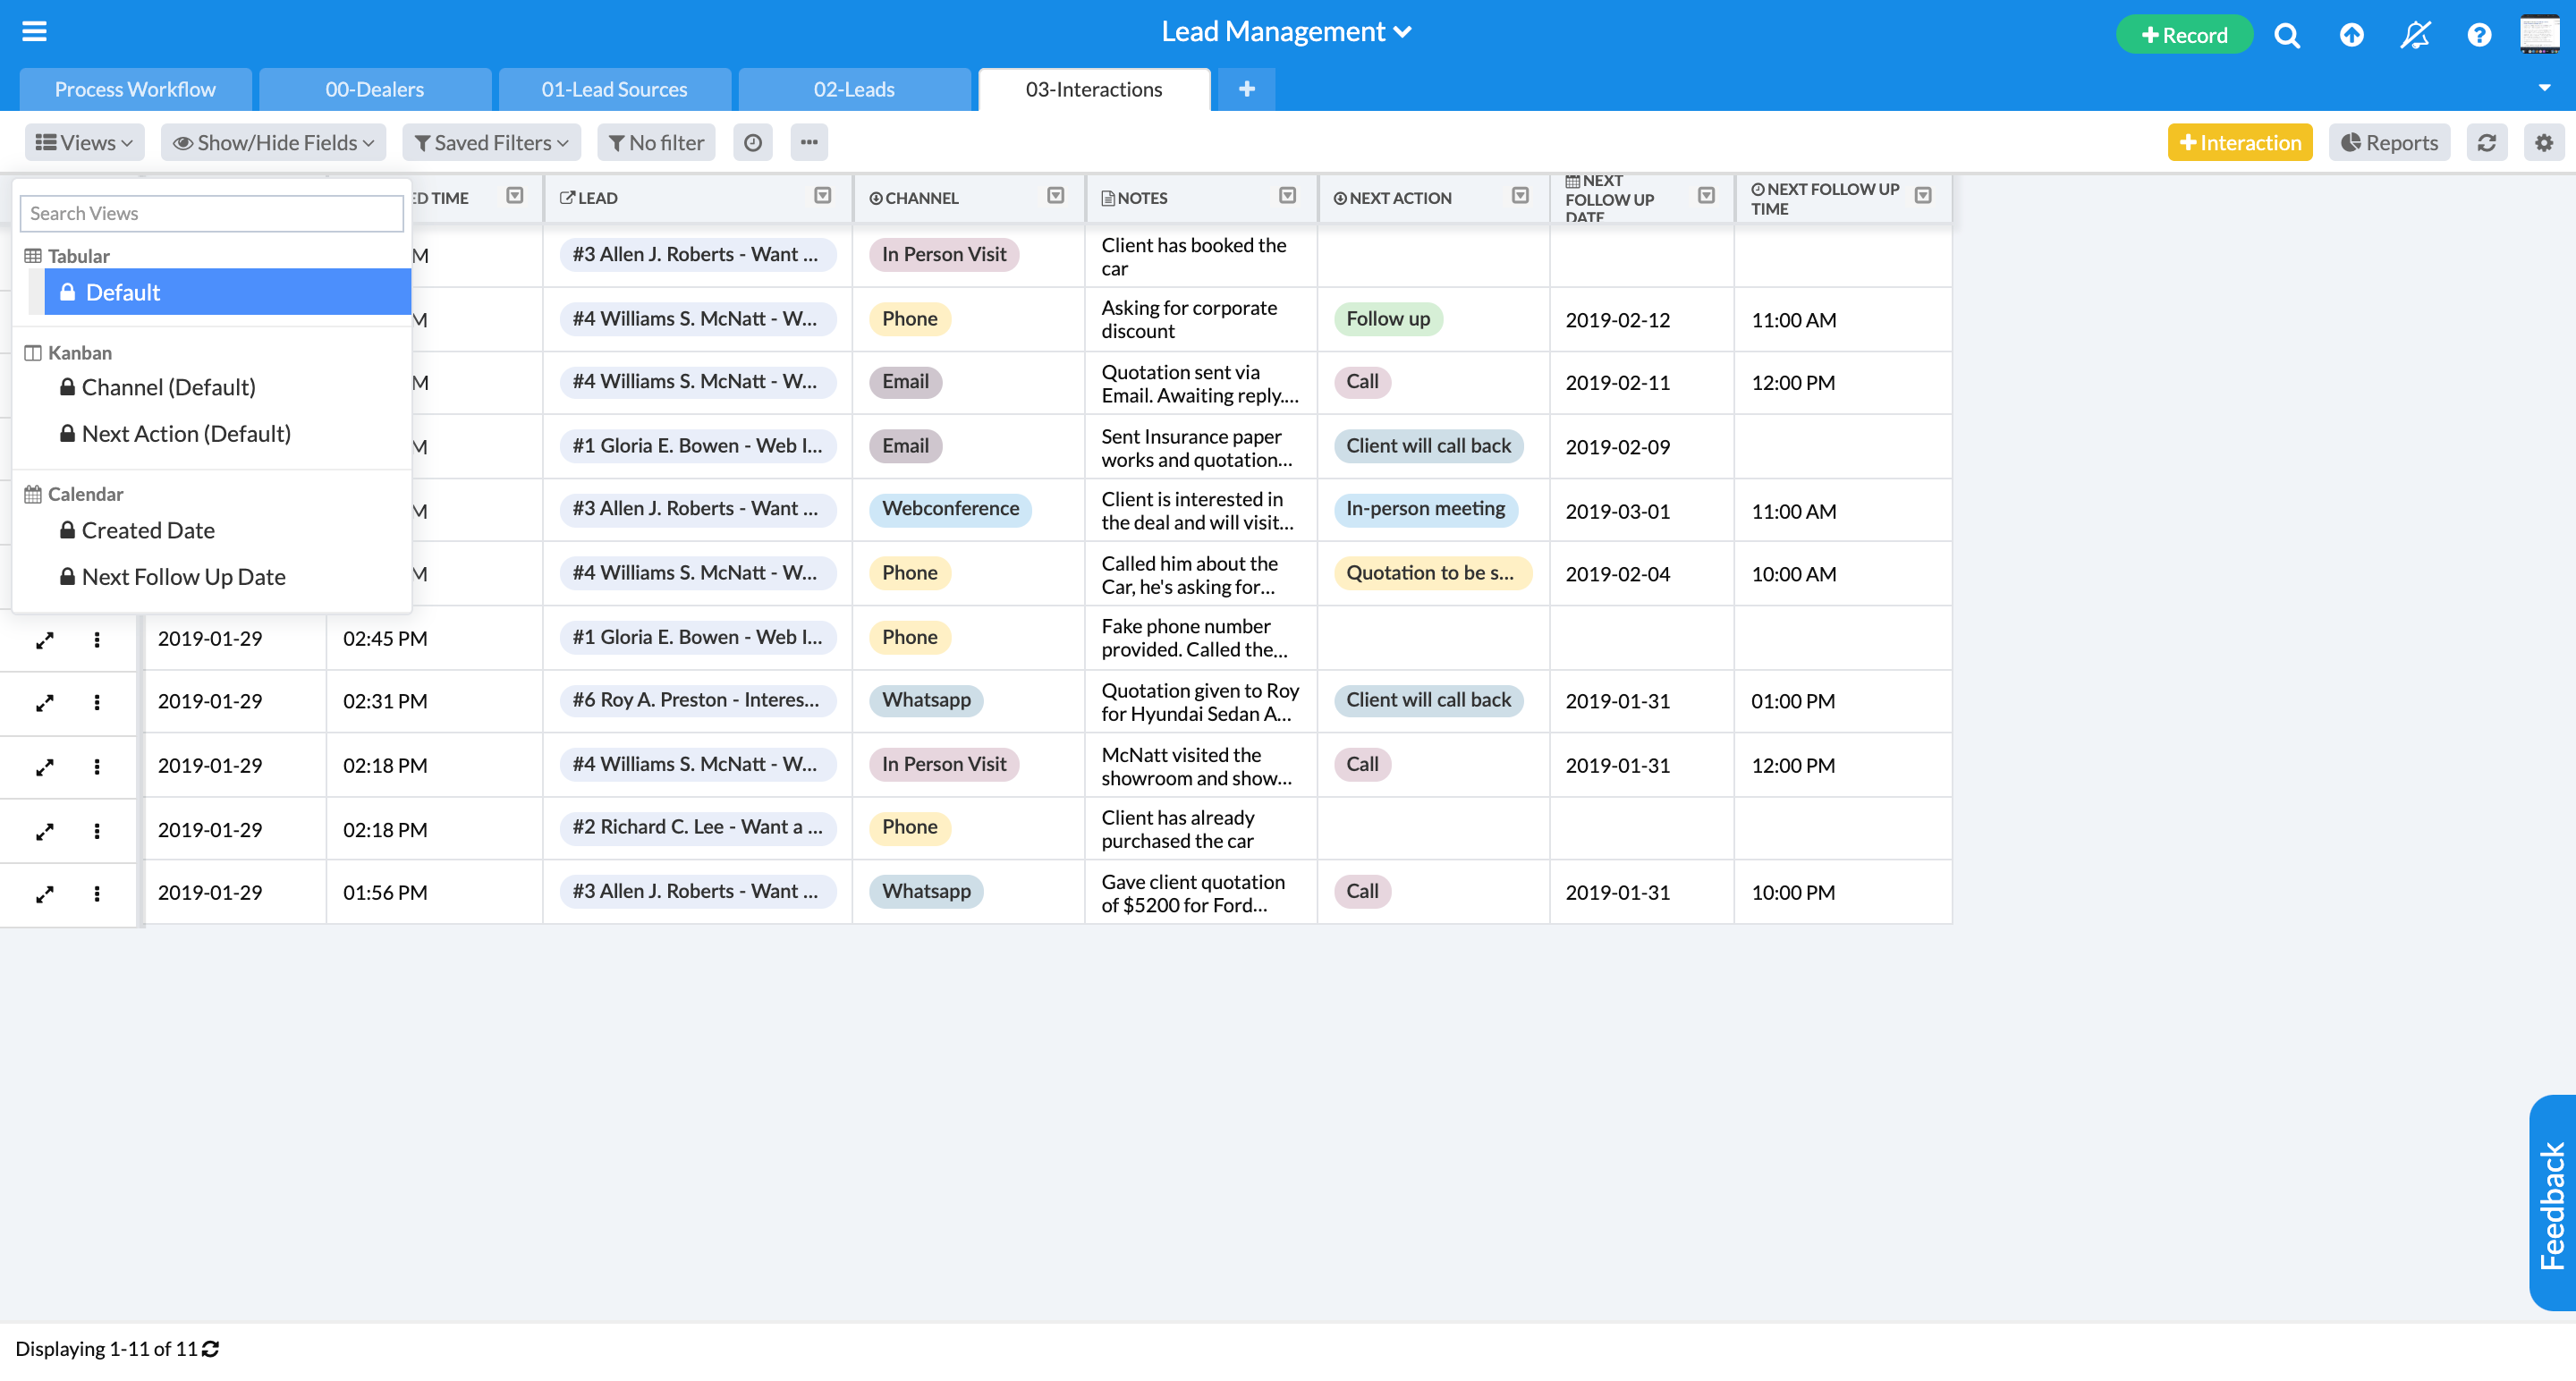 Lead Management
Record
Process Workflow
00-Dealers
01-Lead Sources
02-Leads
03-Interactions
+
Views
Show/Hide Fields
Saved Filters
No filter
Interaction
Reports
Search Views
Tabular
Default
Kanban
Channel (Default)
Next Action (Default)
Calendar
Created Date
Next Follow Up Date
TIME
LEAD
CHANNEL
NOTES
NEXT ACTION
NEXT
FOLLOW UP
DATE
NEXT FOLLOW UP
TIME
#3 Allen J. Roberts - Want ...
In Person Visit
Client has booked the
car
#4 Williams S. McNatt - W...
Phone
Asking for corporate
discount
Follow up
2019-02-12
11:00 AM
#4 Williams S. McNatt - W...
Email
Quotation sent via
Email. Awaiting reply....
Call
2019-02-11
12:00 PM
#1 Gloria E. Bowen - Web I...
Email
Sent Insurance paper
works and quotation...
Client will call back
2019-02-09
#3 Allen J. Roberts - Want ...
Webconference
Client is interested in
the deal and will visit...
In-person meeting
2019-03-01
11:00 AM
#4 Williams S. McNatt - W...
Phone
Called him about the
Car, he's asking for...
Quotation to be s...
2019-02-04
10:00 AM
2019-01-29
02:45 PM
#1 Gloria E. Bowen - Web I...
Phone
Fake phone number
provided. Called the...
2019-01-29
02:31 PM
#6 Roy A. Preston - Interes...
Whatsapp
Quotation given to Roy
for Hyundai Sedan A...
Client will call back
2019-01-31
01:00 PM
2019-01-29
02:18 PM
#4 Williams S. McNatt - W...
In Person Visit
McNatt visited the
showroom and show...
Call
2019-01-31
12:00 PM
2019-01-29
02:18 PM
#2 Richard C. Lee - Want a ...
Phone
Client has already
purchased the car
2019-01-29
01:56 PM
#3 Allen J. Roberts - Want ...
Whatsapp
Gave client quotation
of $5200 for Ford...
Call
2019-01-31
10:00 PM
Feedback
Displaying 1-11 of 11